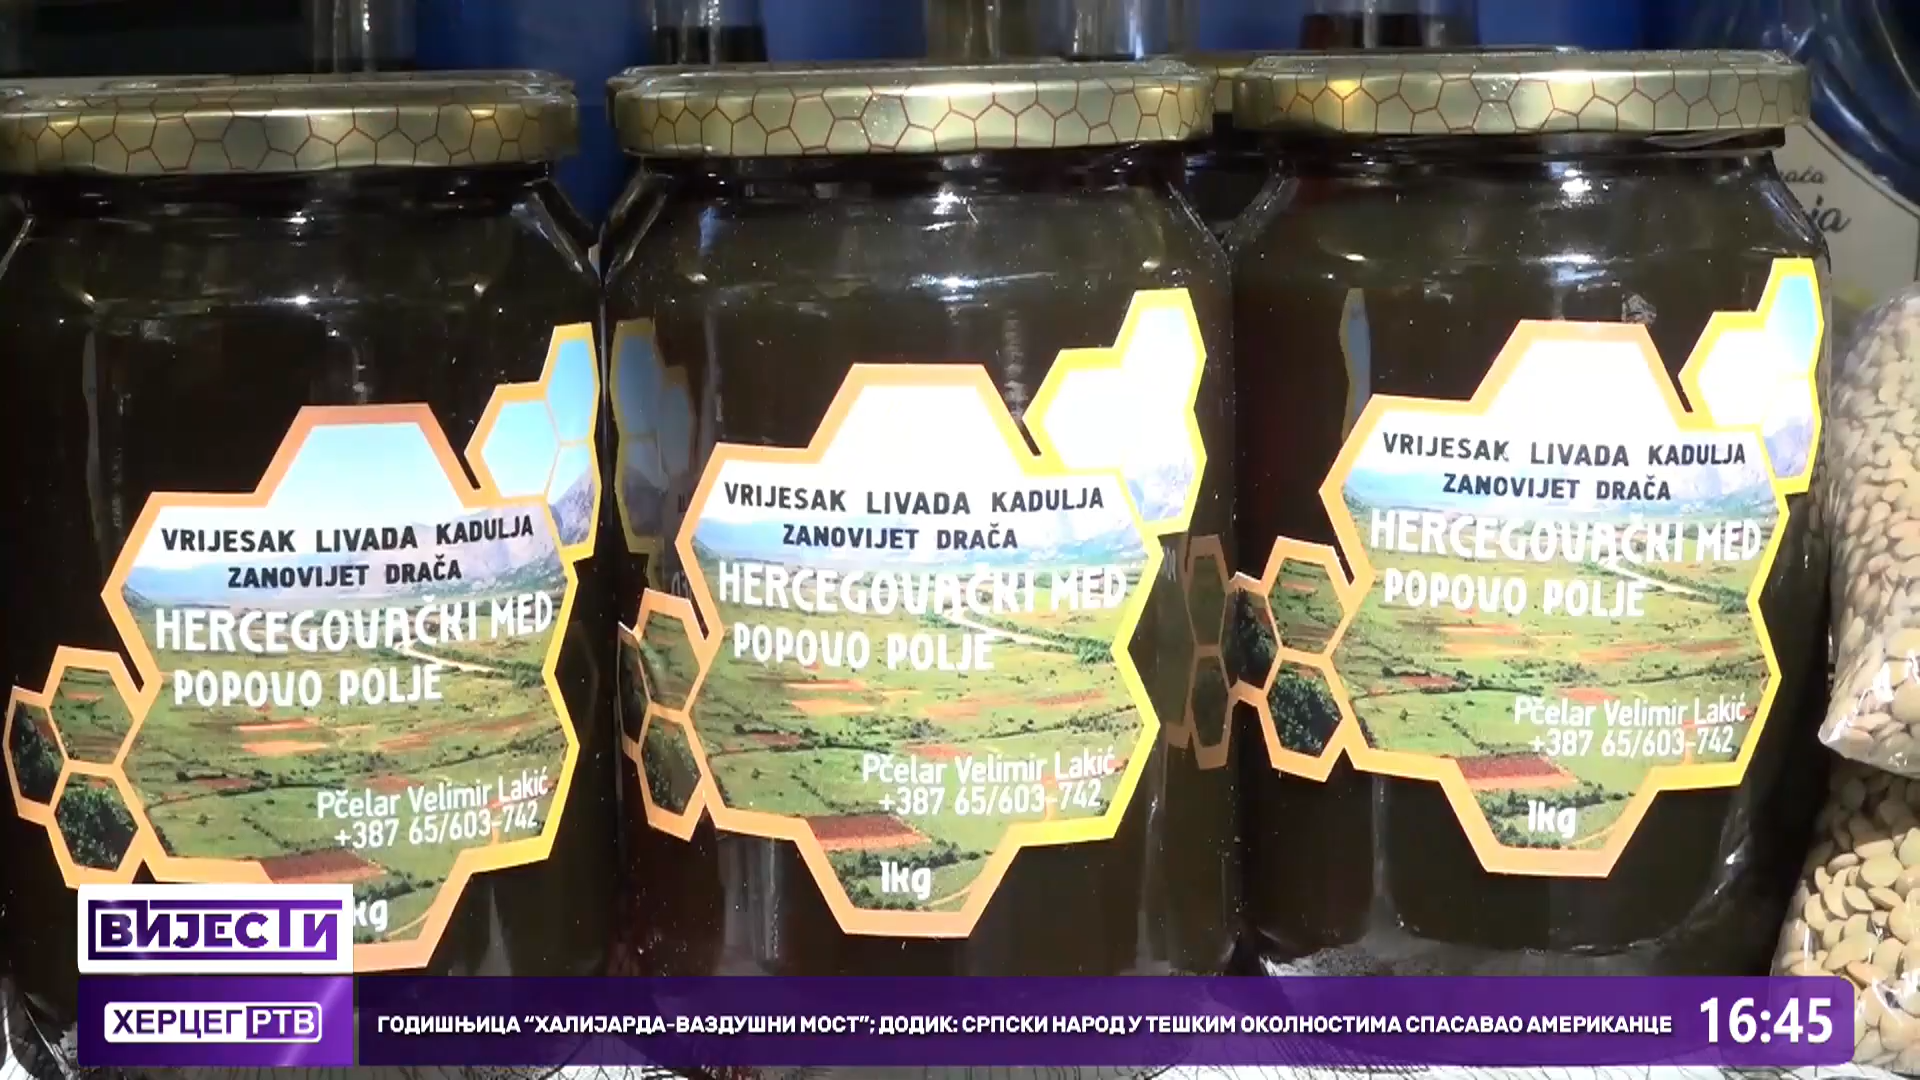 VRIJESAK LIVADA KADULJA
ZANOVIJET DRAČA
HERCEGOVAČKI MED
POPOVO POLJE
Pčelar Velimir Lakić
+387 65/603-742
kg
VRIJESAK LIVADA KADULJA
ZANOVIJET DRAČA
HERCEGOVAČKI MED
POPOVO POLJE
Pčelar Velimir Lakić
+387 65/603-742
1kg
VRIJESAK LIVADA KADULJA
ZANOVIJET DRAČA
HERCEGOVAČKI MED
POPOVO POLJE
Pčelar Velimir Lakić
+387 65/603-742
1kg
ВИЈЕСТИ
ХЕРЦЕГ РТВ
ГОДИШЊИЦА “ХАЛИЈАРДА-ВАЗДУШНИ МОСТ”; ДОДИК: СРПСКИ НАРОД У ТЕШКИМ ОКОЛНОСТИМА СПАСАВАО АМЕРИКАНЦЕ
16:45